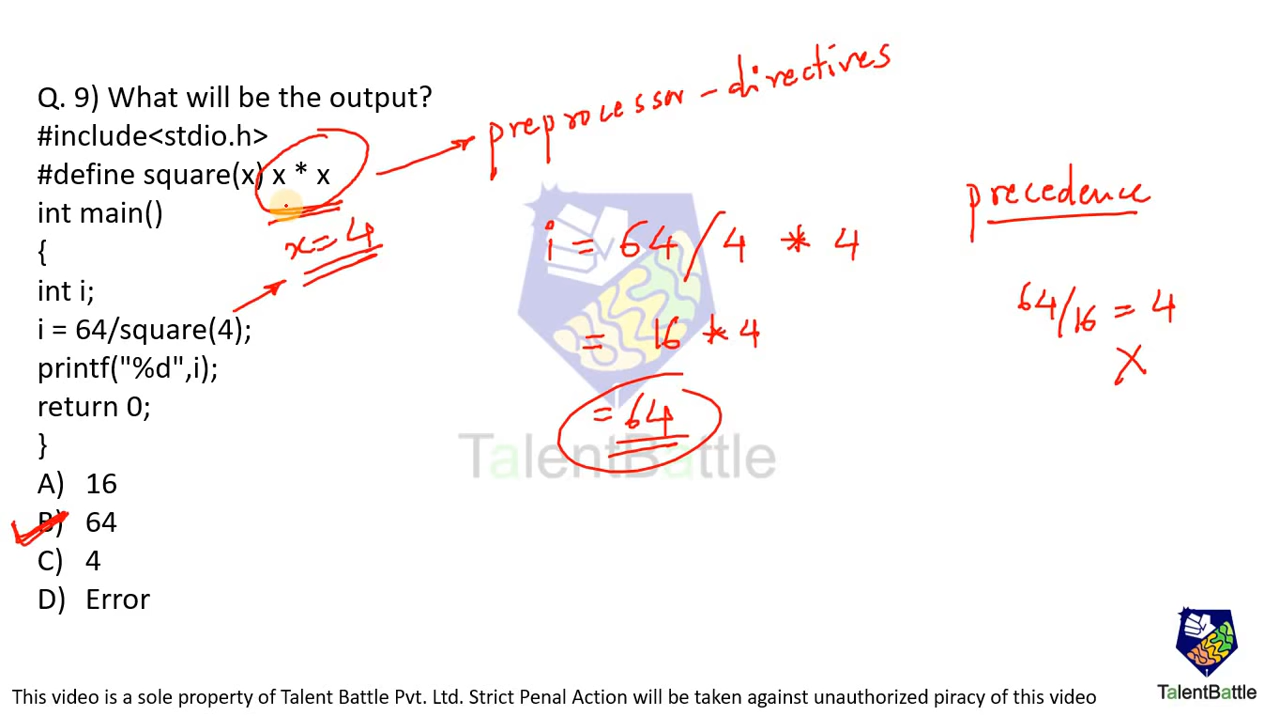 Q. 9) What will be the output?
#include<stdio.h>
#define square(x) x * x
int main()
{
int i;
i = 64/square(4);
printf("%d",i);
return 0;
}
A) 16
B) 64
C) 4
D) Error
x = 4
preprocessor - directives
i = 64/4 * 4
= 16 * 4
= 64
precedence
64/16 = 4
X
TalentBattle
TalentBattle
This video is a sole property of Talent Battle Pvt. Ltd. Strict Penal Action will be taken against unauthorized piracy of this video